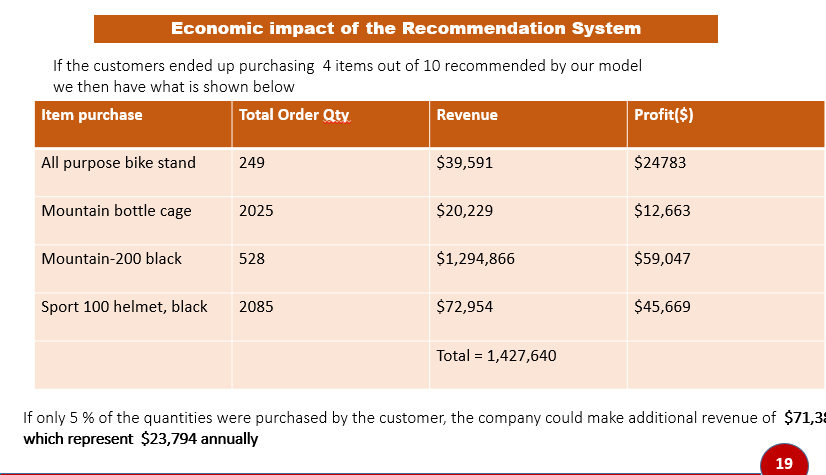 Economic impact of the Recommendation System
If the customers ended up purchasing 4 items out of 10 recommended by our model
we then have what is shown below
Item purchase Total Order Qty Revenue Profit($)
All purpose bike stand 249 $39,591 $24783
Mountain bottle cage 2025 $20,229 $12,663
Mountain-200 black 528 $1,294,866 $59,047
Sport 100 helmet, black 2085 $72,954 $45,669
Total = 1,427,640
If only 5 % of the quantities were purchased by the customer, the company could make additional revenue of
which represent $23,794 annually
19